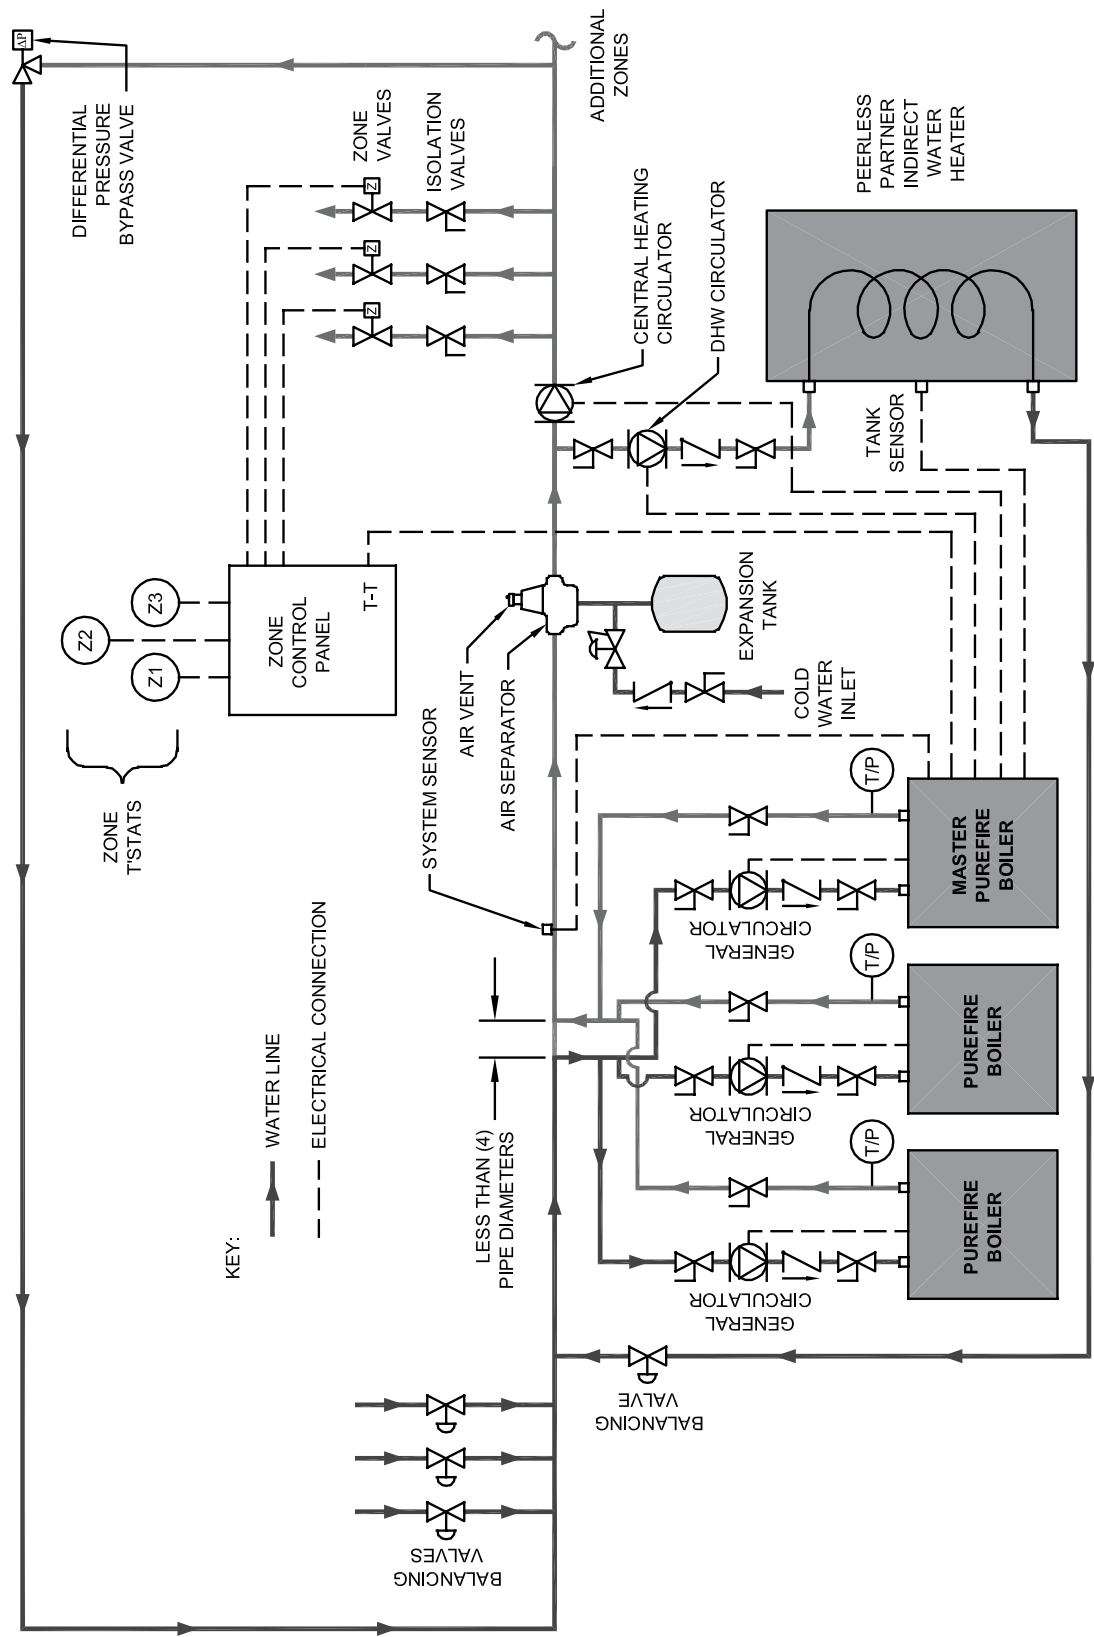 DIFFERENTIAL
PRESSURE
BYPASS VALVE
ΔP
ZONE
VALVES
ISOLATION
VALVES
Z
Z
Z
ADDITIONAL
ZONES
PEERLESS
PARTNER
INDIRECT
WATER
HEATER
CENTRAL HEATING
CIRCULATOR
DHW CIRCULATOR
TANK
SENSOR
Z1
Z2
Z3
ZONE
CONTROL
PANEL
T-T
ZONE
T'STATS
AIR VENT
AIR SEPARATOR
SYSTEM SENSOR
EXPANSION
TANK
COLD
WATER
INLET
KEY:
WATER LINE
ELECTRICAL CONNECTION
LESS THAN (4)
PIPE DIAMETERS
T/P
T/P
T/P
GENERAL
CIRCULATOR
GENERAL
CIRCULATOR
GENERAL
CIRCULATOR
MASTER
PUREFIRE
BOILER
PUREFIRE
BOILER
PUREFIRE
BOILER
BALANCING
VALVE
BALANCING
VALVES